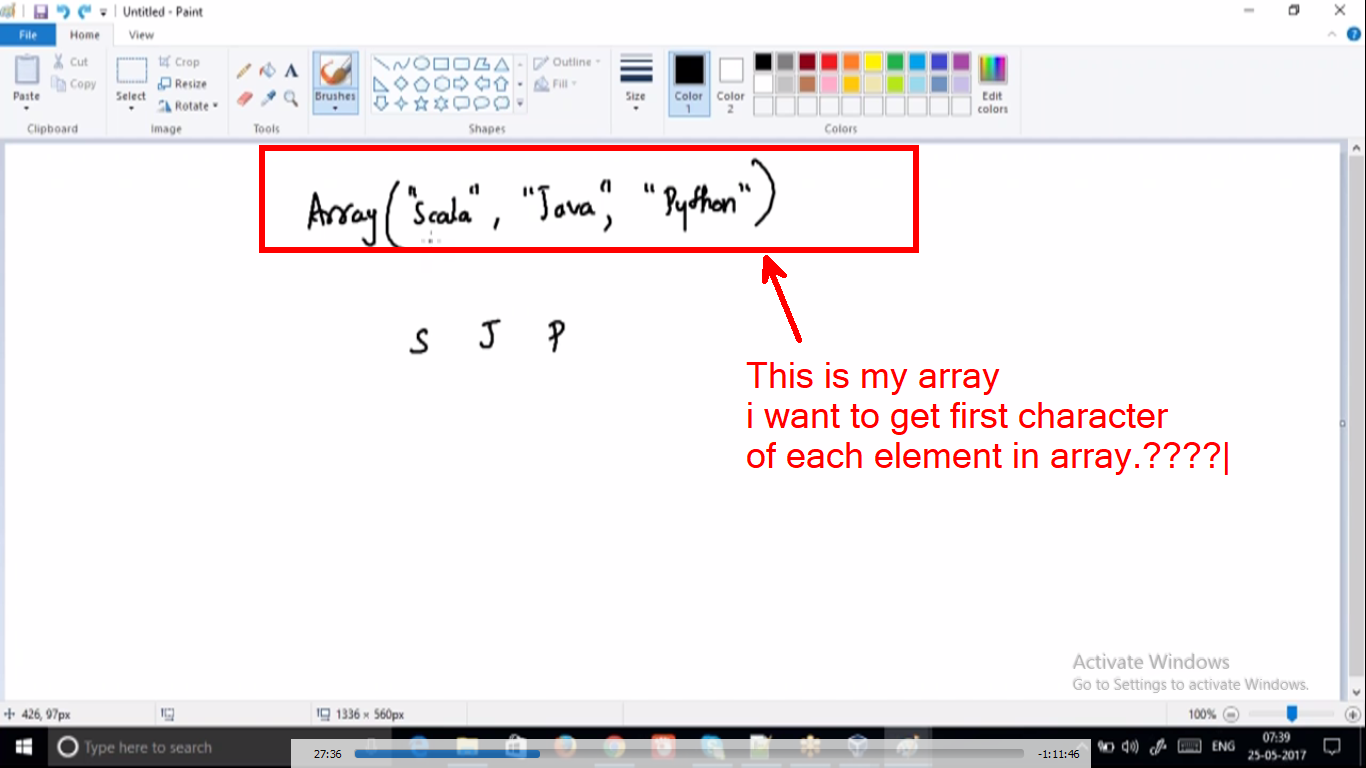 Untitled - Paint
File Home View
Cut
Copy
Paste
Clipboard
Select
Crop
Resize
Rotate
Image
Tools
Brushes
Shapes
Outline
Fill
Size
Color 1
Color 2
Edit colors
Colors
Array("Scala", "Java", "Python")
S J P
This is my array
i want to get first character
of each element in array.????|
Activate Windows
Go to Settings to activate Windows.
426, 97px
1336 × 560px
100%
Type here to search
27:36
-1:11:46
ENG
07:39
25-05-2017